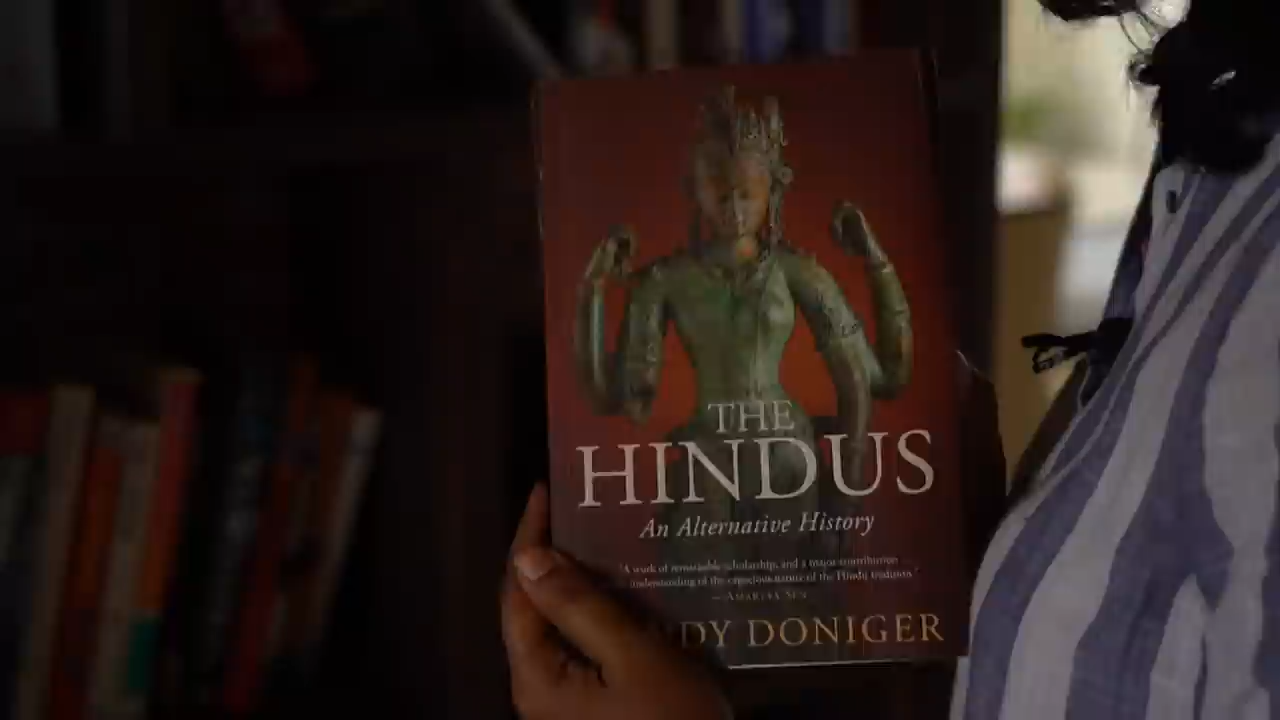 THE
HINDUS
An Alternative History
"A work of remarkable scholarship, and a major contribution
understanding of the capacious nature of the Hindu tradition"
— AMARTYA SEN
DY DONIGER